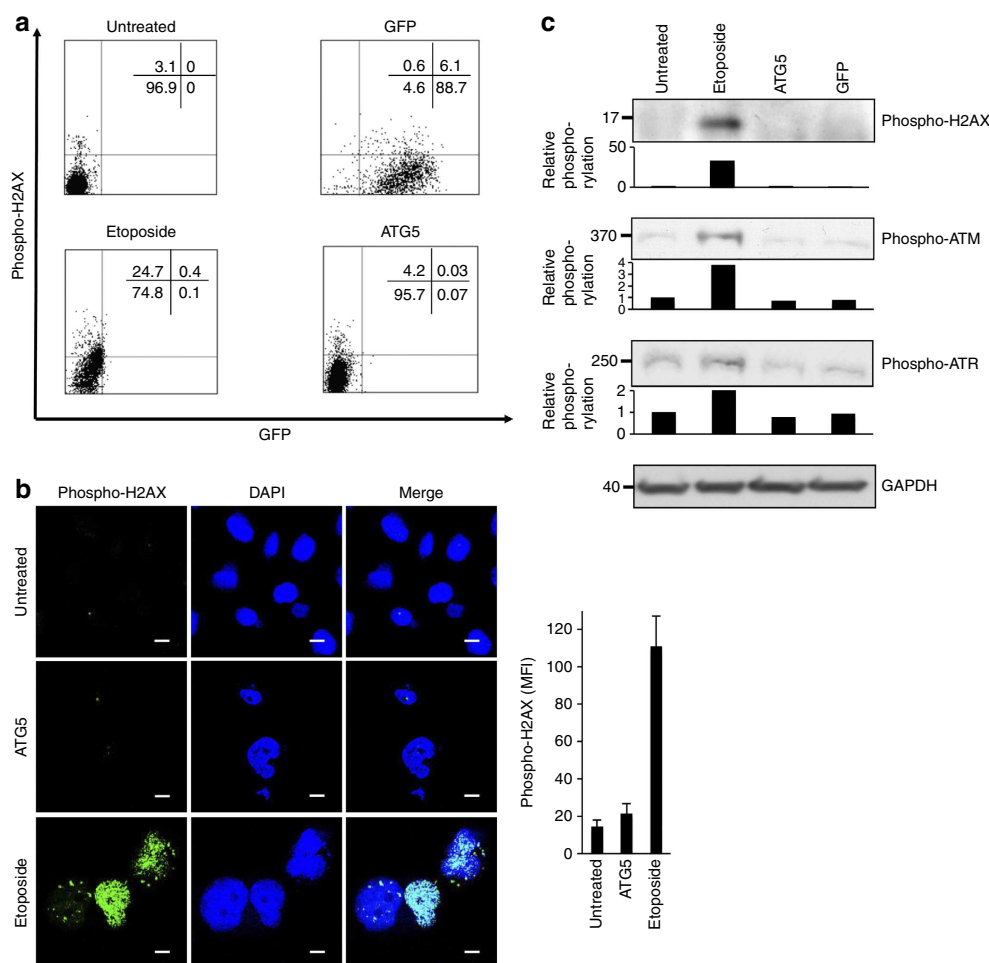 a
Untreated
3.1 0
96.9 0
GFP
0.6 6.1
4.6 88.7
Etoposide
24.7 0.4
74.8 0.1
ATG5
4.2 0.03
95.7 0.07
Phospho-H2AX
GFP
b
Phospho-H2AX DAPI Merge
Untreated
ATG5
Etoposide
Phospho-H2AX (MFI)
120
100
80
60
40
20
0
Untreated
ATG5
Etoposide
c
Untreated
Etoposide
ATG5
GFP
17
Phospho-H2AX
Relative
phospho-
rylation
50
0
370
Phospho-ATM
Relative
phospho-
rylation
4
3
2
1
0
250
Phospho-ATR
Relative
phospho-
rylation
2
1
0
40
GAPDH